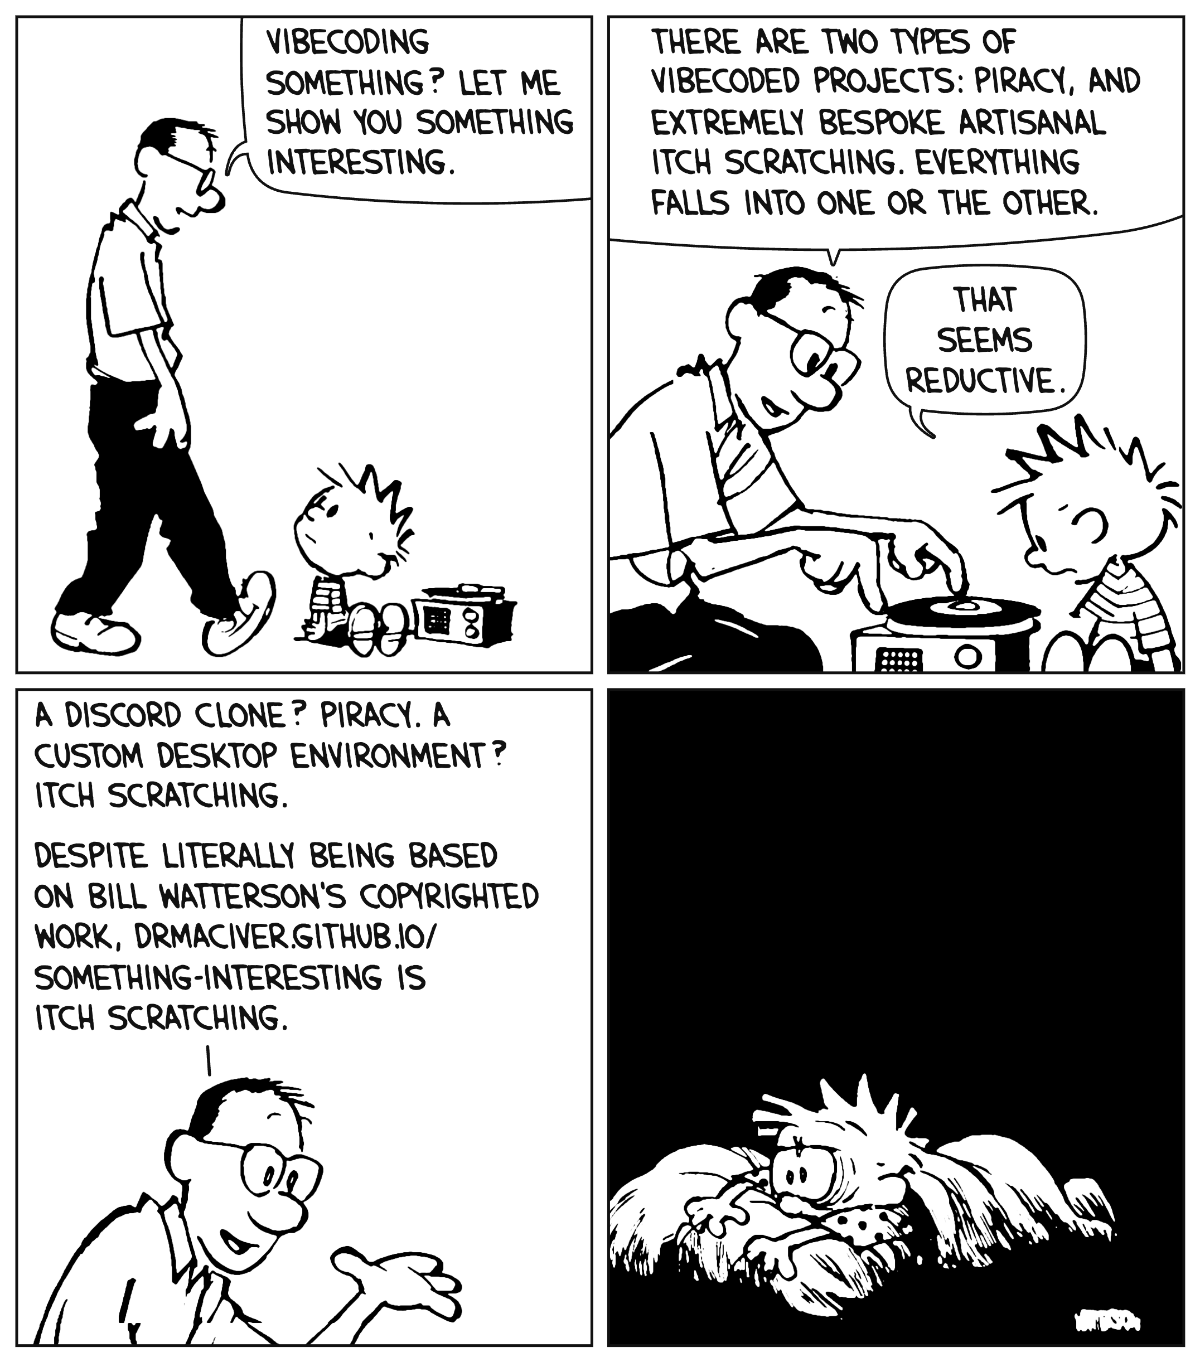 VIBECODING
SOMETHING? LET ME
SHOW YOU SOMETHING
INTERESTING.
THERE ARE TWO TYPES OF
VIBECODED PROJECTS: PIRACY, AND
EXTREMELY BESPOKE ARTISANAL
ITCH SCRATCHING. EVERYTHING
FALLS INTO ONE OR THE OTHER.
THAT
SEEMS
REDUCTIVE.
A DISCORD CLONE? PIRACY. A
CUSTOM DESKTOP ENVIRONMENT?
ITCH SCRATCHING.
DESPITE LITERALLY BEING BASED
ON BILL WATTERSON'S COPYRIGHTED
WORK, DRMACIVER.GITHUB.IO/
SOMETHING-INTERESTING IS
ITCH SCRATCHING.